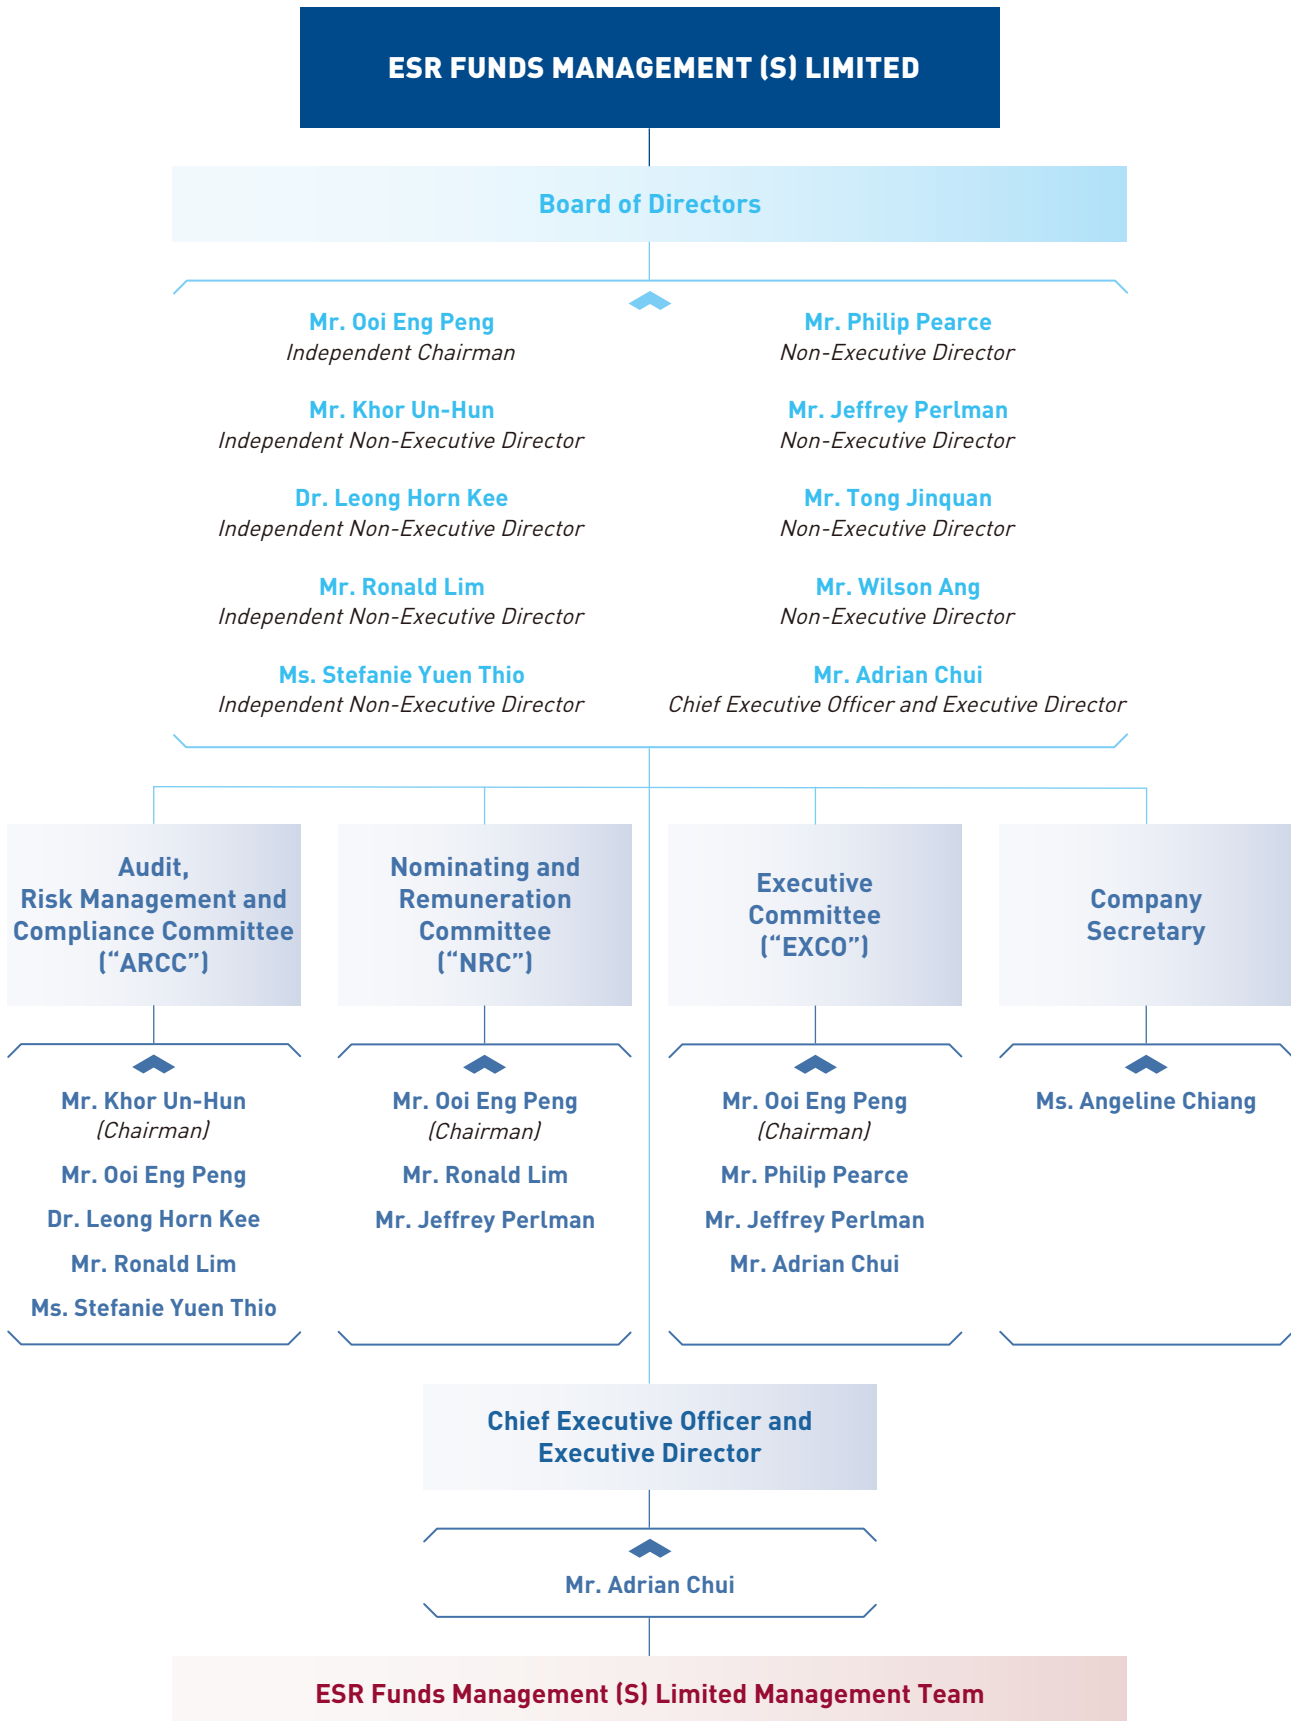 ESR FUNDS MANAGEMENT (S) LIMITED
Board of Directors
Mr. Ooi Eng Peng
Independent Chairman
Mr. Khor Un-Hun
Independent Non-Executive Director
Dr. Leong Horn Kee
Independent Non-Executive Director
Mr. Ronald Lim
Independent Non-Executive Director
Ms. Stefanie Yuen Thio
Independent Non-Executive Director
Mr. Philip Pearce
Non-Executive Director
Mr. Jeffrey Perlman
Non-Executive Director
Mr. Tong Jinquan
Non-Executive Director
Mr. Wilson Ang
Non-Executive Director
Mr. Adrian Chui
Chief Executive Officer and Executive Director
Audit,
Risk Management and
Compliance Committee
(“ARCC”)
Mr. Khor Un-Hun
(Chairman)
Mr. Ooi Eng Peng
Dr. Leong Horn Kee
Mr. Ronald Lim
Ms. Stefanie Yuen Thio
Nominating and
Remuneration
Committee
(“NRC”)
Mr. Ooi Eng Peng
(Chairman)
Mr. Ronald Lim
Mr. Jeffrey Perlman
Executive
Committee
(“EXCO”)
Mr. Ooi Eng Peng
(Chairman)
Mr. Philip Pearce
Mr. Jeffrey Perlman
Mr. Adrian Chui
Company
Secretary
Ms. Angeline Chiang
Chief Executive Officer and
Executive Director
Mr. Adrian Chui
ESR Funds Management (S) Limited Management Team